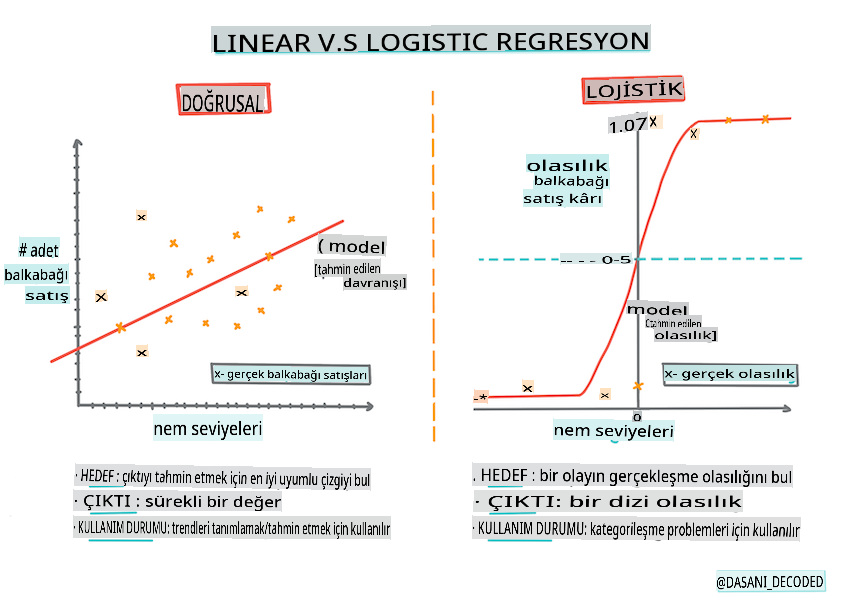 LINEAR V.S LOGISTIC REGRESYON
DOĞRUSAL
# adet
balkabağı
satış
( model
[tahmin edilen
davranışı]
x- gerçek balkabağı satışları
nem seviyeleri
· HEDEF : çıktıyı tahmin etmek için en iyi uyumlu çizgiyi bul
· ÇIKTI : sürekli bir değer
· KULLANIM DURUMU: trendleri tanımlamak/tahmin etmek için kullanılır
LOJİSTİK
1.07
olasılık
balkabağı
satış kârı
-- - - 0-5
model
[tahmin edilen
olasılık]
x- gerçek olasılık
0
nem seviyeleri
. HEDEF : bir olayın gerçekleşme olasılığını bul
· ÇIKTI: bir dizi olasılık
· KULLANIM DURUMU: kategorileşme problemleri için kullanılır
@DASANI_DECODED